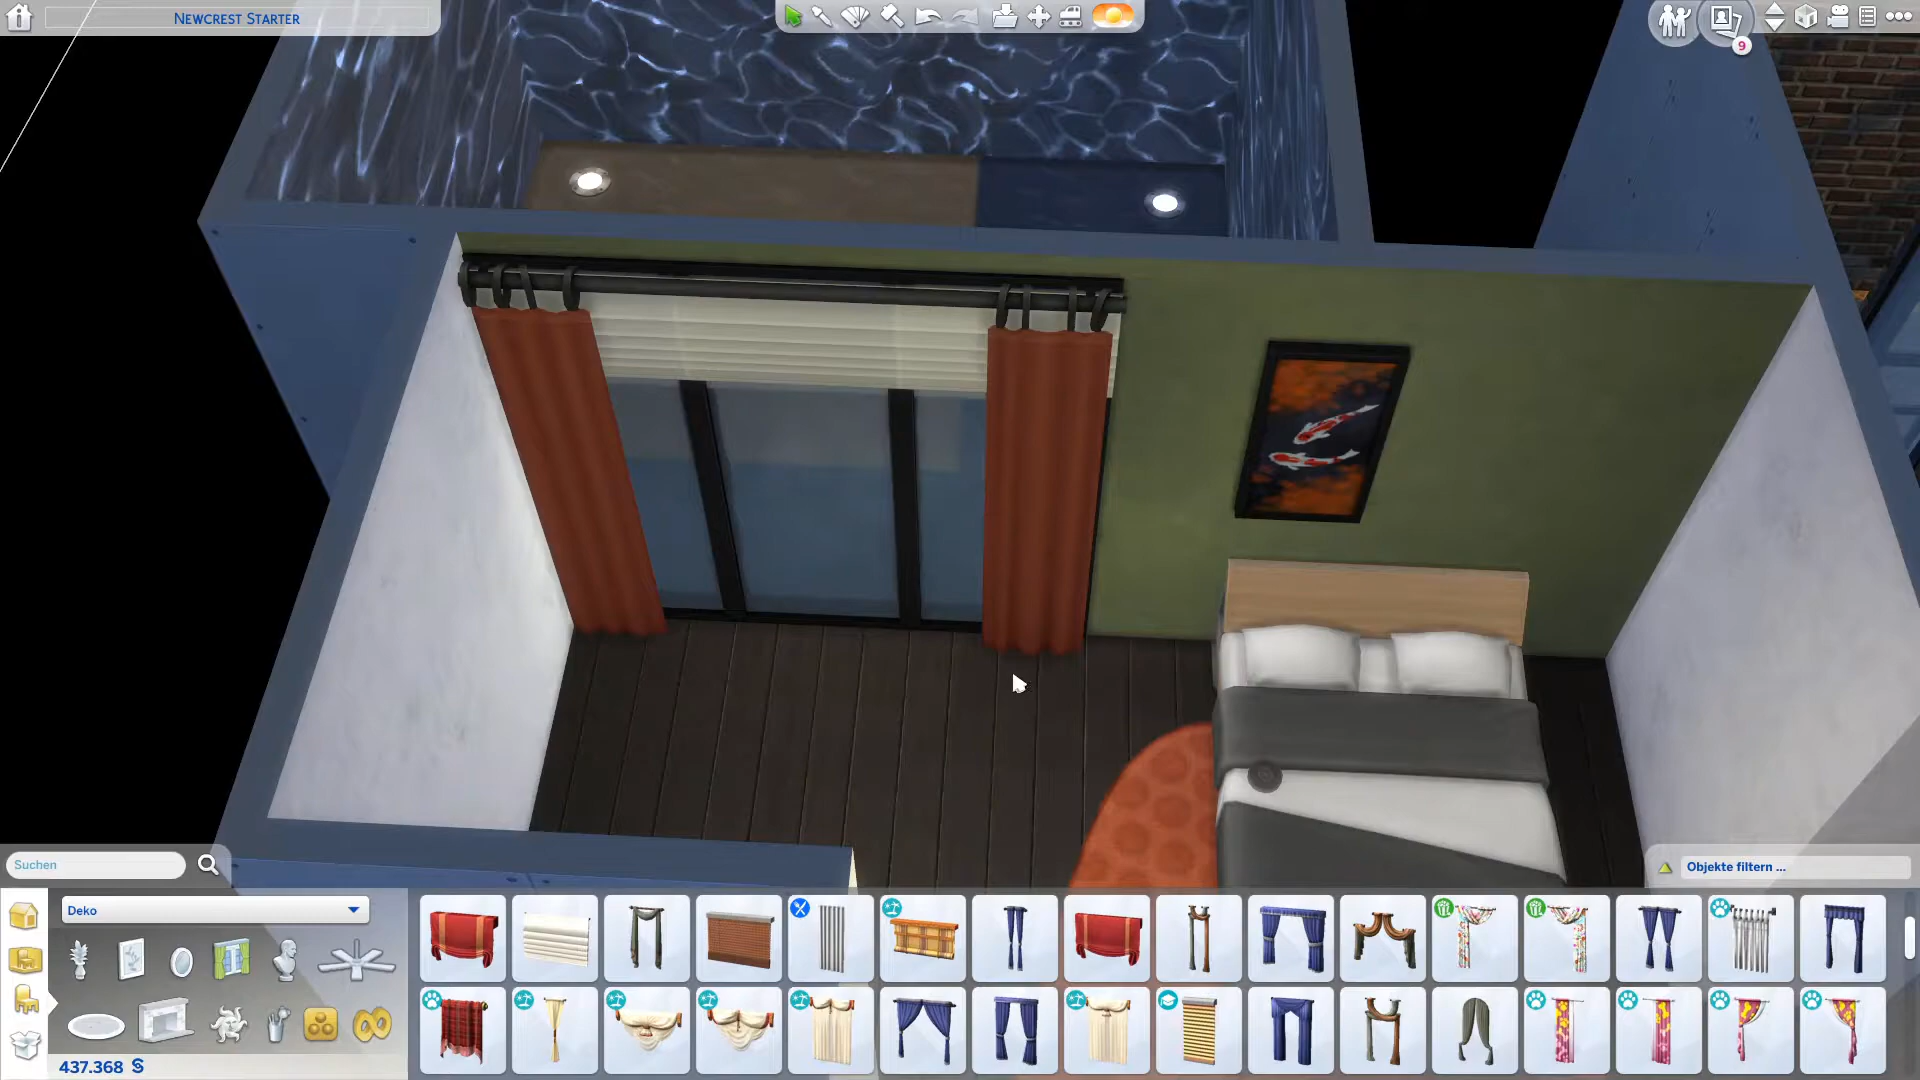 NEWCREST STARTER
9
Suchen
Objekte filtern ...
Deko
437.368 S